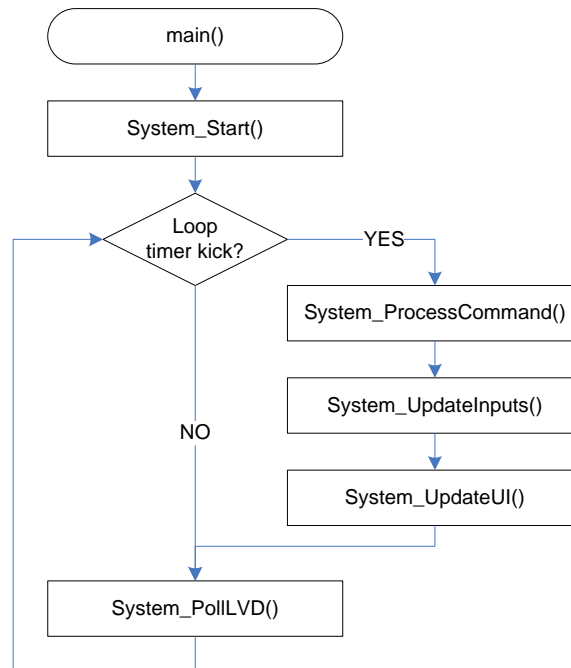 main()
System_Start()
Loop
timer kick?
YES
System_ProcessCommand()
System_UpdateInputs()
NO
System_UpdateUI()
System_PollLVD()